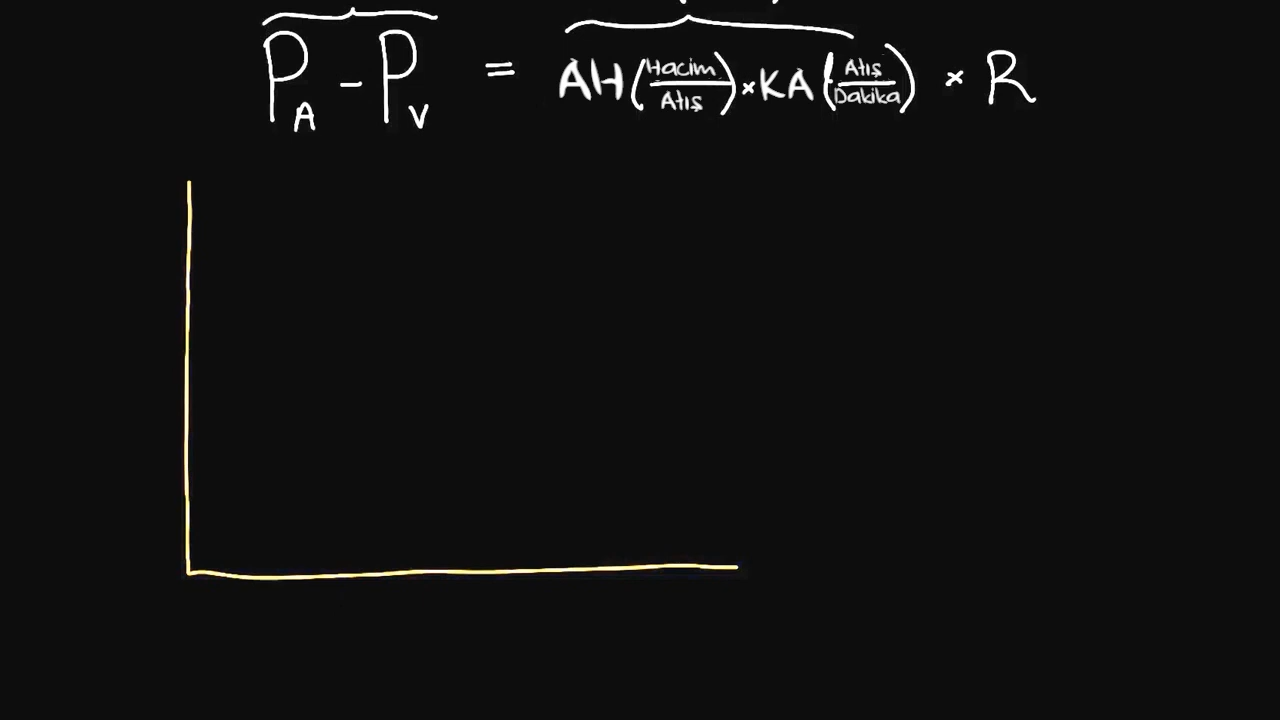 P_A - P_V = AH (Hacim/Atış) × KA (Atış/Dakika) × R